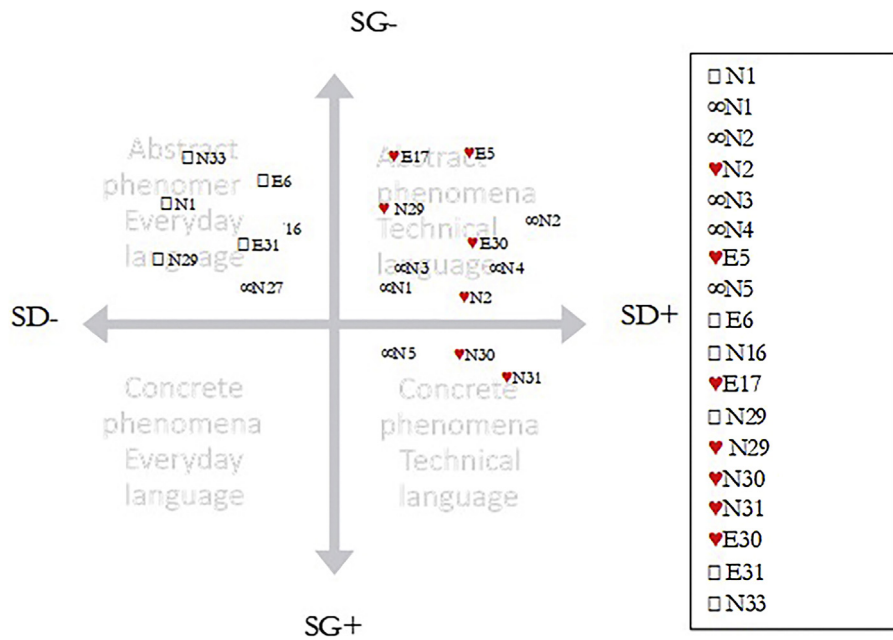 SG-
Abstract
phenomer
Everyday
language
□N33
□E6
□N1
'16
□E31
□N29
∞N27
Abstract
phenomena
Technical
language
♥E17
♥E5
♥N29
∞N2
♥E30
∞N3
∞N4
∞N1
♥N2
SD-
SD+
Concrete
phenomena
Everyday
language
∞N5
♥N30
♥N31
Concrete
phenomena
Technical
language
SG+
□N1
∞N1
∞N2
♥N2
∞N3
∞N4
♥E5
∞N5
□E6
□N16
♥E17
□N29
♥N29
♥N30
♥N31
♥E30
□E31
□N33